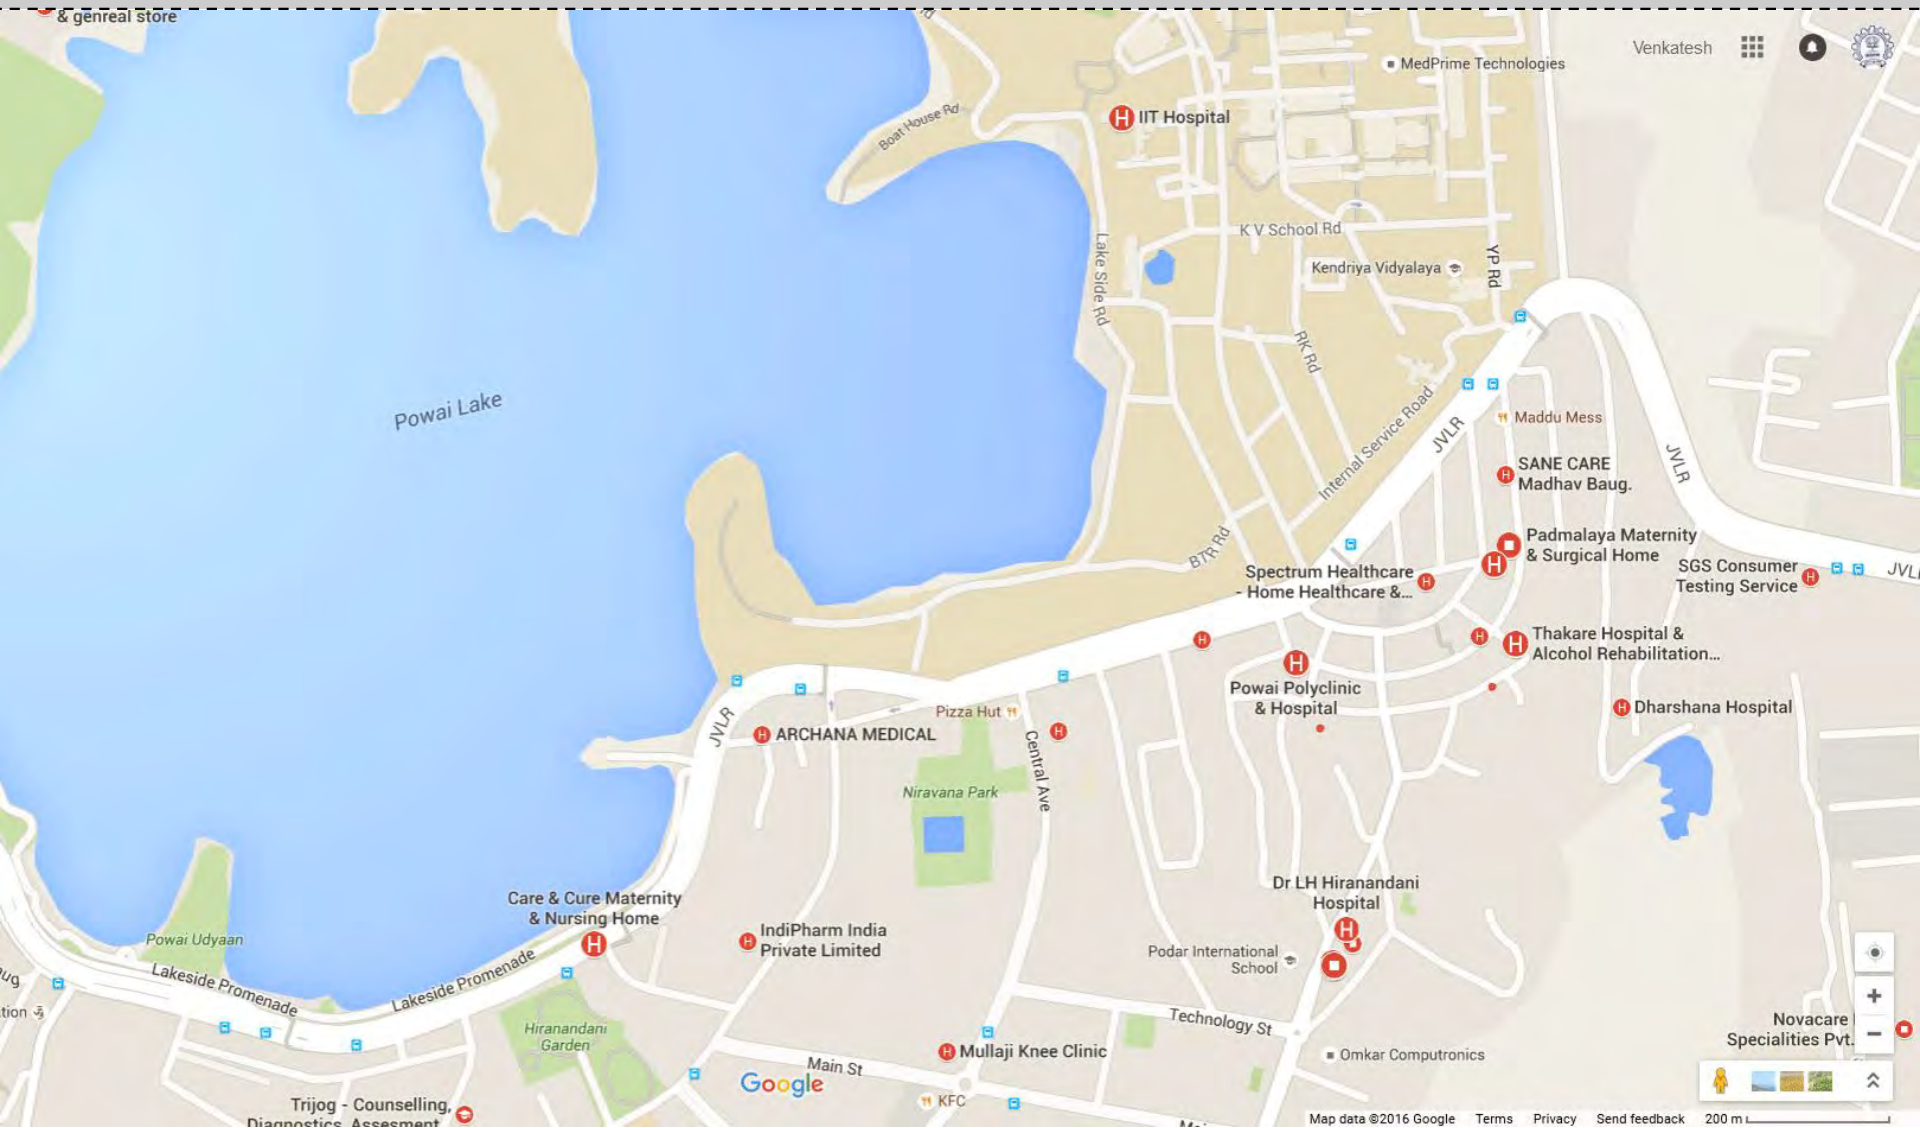 & genreal store
Venkatesh
MedPrime Technologies
Boat House Rd
IIT Hospital
K V School Rd
Lake Side Rd
Kendriya Vidyalaya
YP Rd
RK Rd
Powai Lake
Internal Service Road
JVLR
Maddu Mess
JVLR
SANE CARE
Madhav Baug.
BTR Rd
Padmalaya Maternity
& Surgical Home
Spectrum Healthcare
- Home Healthcare &...
SGS Consumer
Testing Service
JVL
Thakare Hospital &
Alcohol Rehabilitation...
Powai Polyclinic
& Hospital
Dharshana Hospital
Pizza Hut
JVLR
ARCHANA MEDICAL
Central Ave
Niravana Park
Dr LH Hiranandani
Hospital
Care & Cure Maternity
& Nursing Home
IndiPharm India
Private Limited
Powai Udyaan
Podar International
School
Lakeside Promenade
Lakeside Promenade
Technology St
Hiranandani
Garden
Novacare
Specialities Pvt.
Mullaji Knee Clinic
Omkar Computronics
Main St
Google
KFC
Trijog - Counselling,
Diagnostics, Assesment
Map data ©2016 Google Terms Privacy Send feedback 200 m